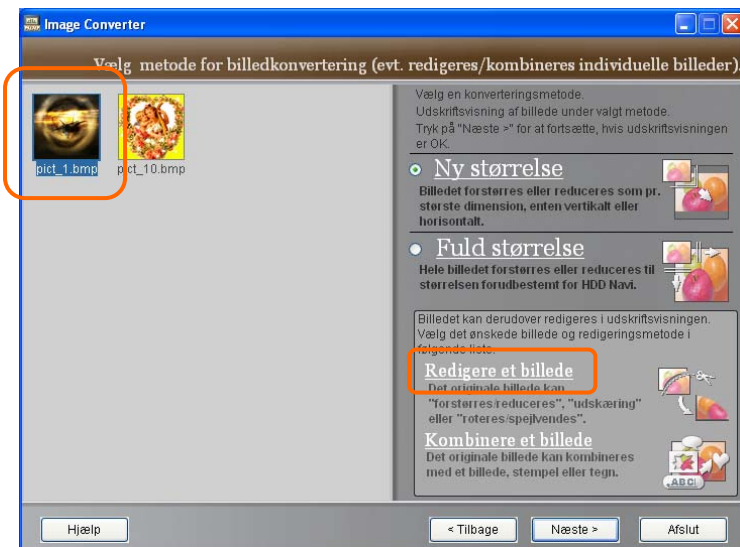 Image Converter
Vælg metode for billedkonvertering (evt. redigeres/kombineres individuelle billeder).
pict_1.bmp
pict_10.bmp
Vælg en konverteringsmetode.
Udskriftsvisning af billede under valgt metode.
Tryk på "Næste >" for at fortsætte, hvis udskriftsvisningen
er OK.
Ny størrelse
Billedet forstørres eller reduceres som pr.
største dimension, enten vertikalt eller
horisontalt.
Fuld størrelse
Hele billedet forstørres eller reduceres til
størrelsen forudbestemt for HDD Navi.
Billedet kan derudover redigeres i udskriftsvisningen.
Vælg det ønskede billede og redigeringsmetode i
følgende liste.
Redigere et billede
Det originale billede kan
"forstørres/reduceres", "udskæring"
eller "roteres/spejlvendes".
Kombinere et billede
Det originale billede kan kombineres
med et billede, stempel eller tegn.
ABC
Hjælp
< Tilbage
Næste >
Afslut